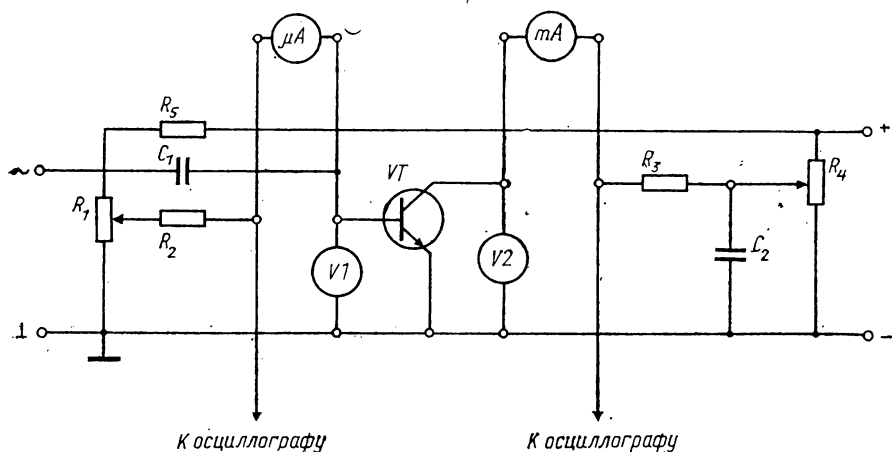 μA
mA
R5
+
C1
VT
R3
R4
~
R1
R2
V1
V2
C2
1
-
К осциллографу
К осциллографу